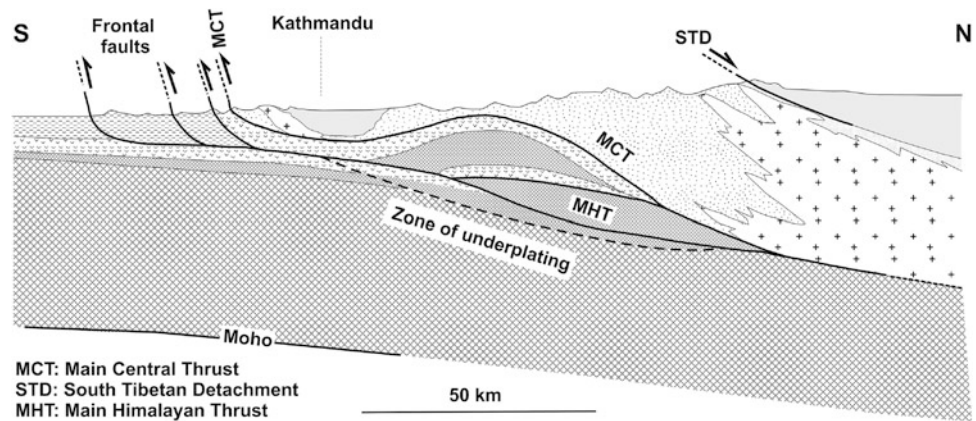 S
Frontal
faults
MCT
Kathmandu
STD
N
MCT
MHT
Zone of underplating
Moho
MCT: Main Central Thrust
STD: South Tibetan Detachment
MHT: Main Himalayan Thrust
50 km